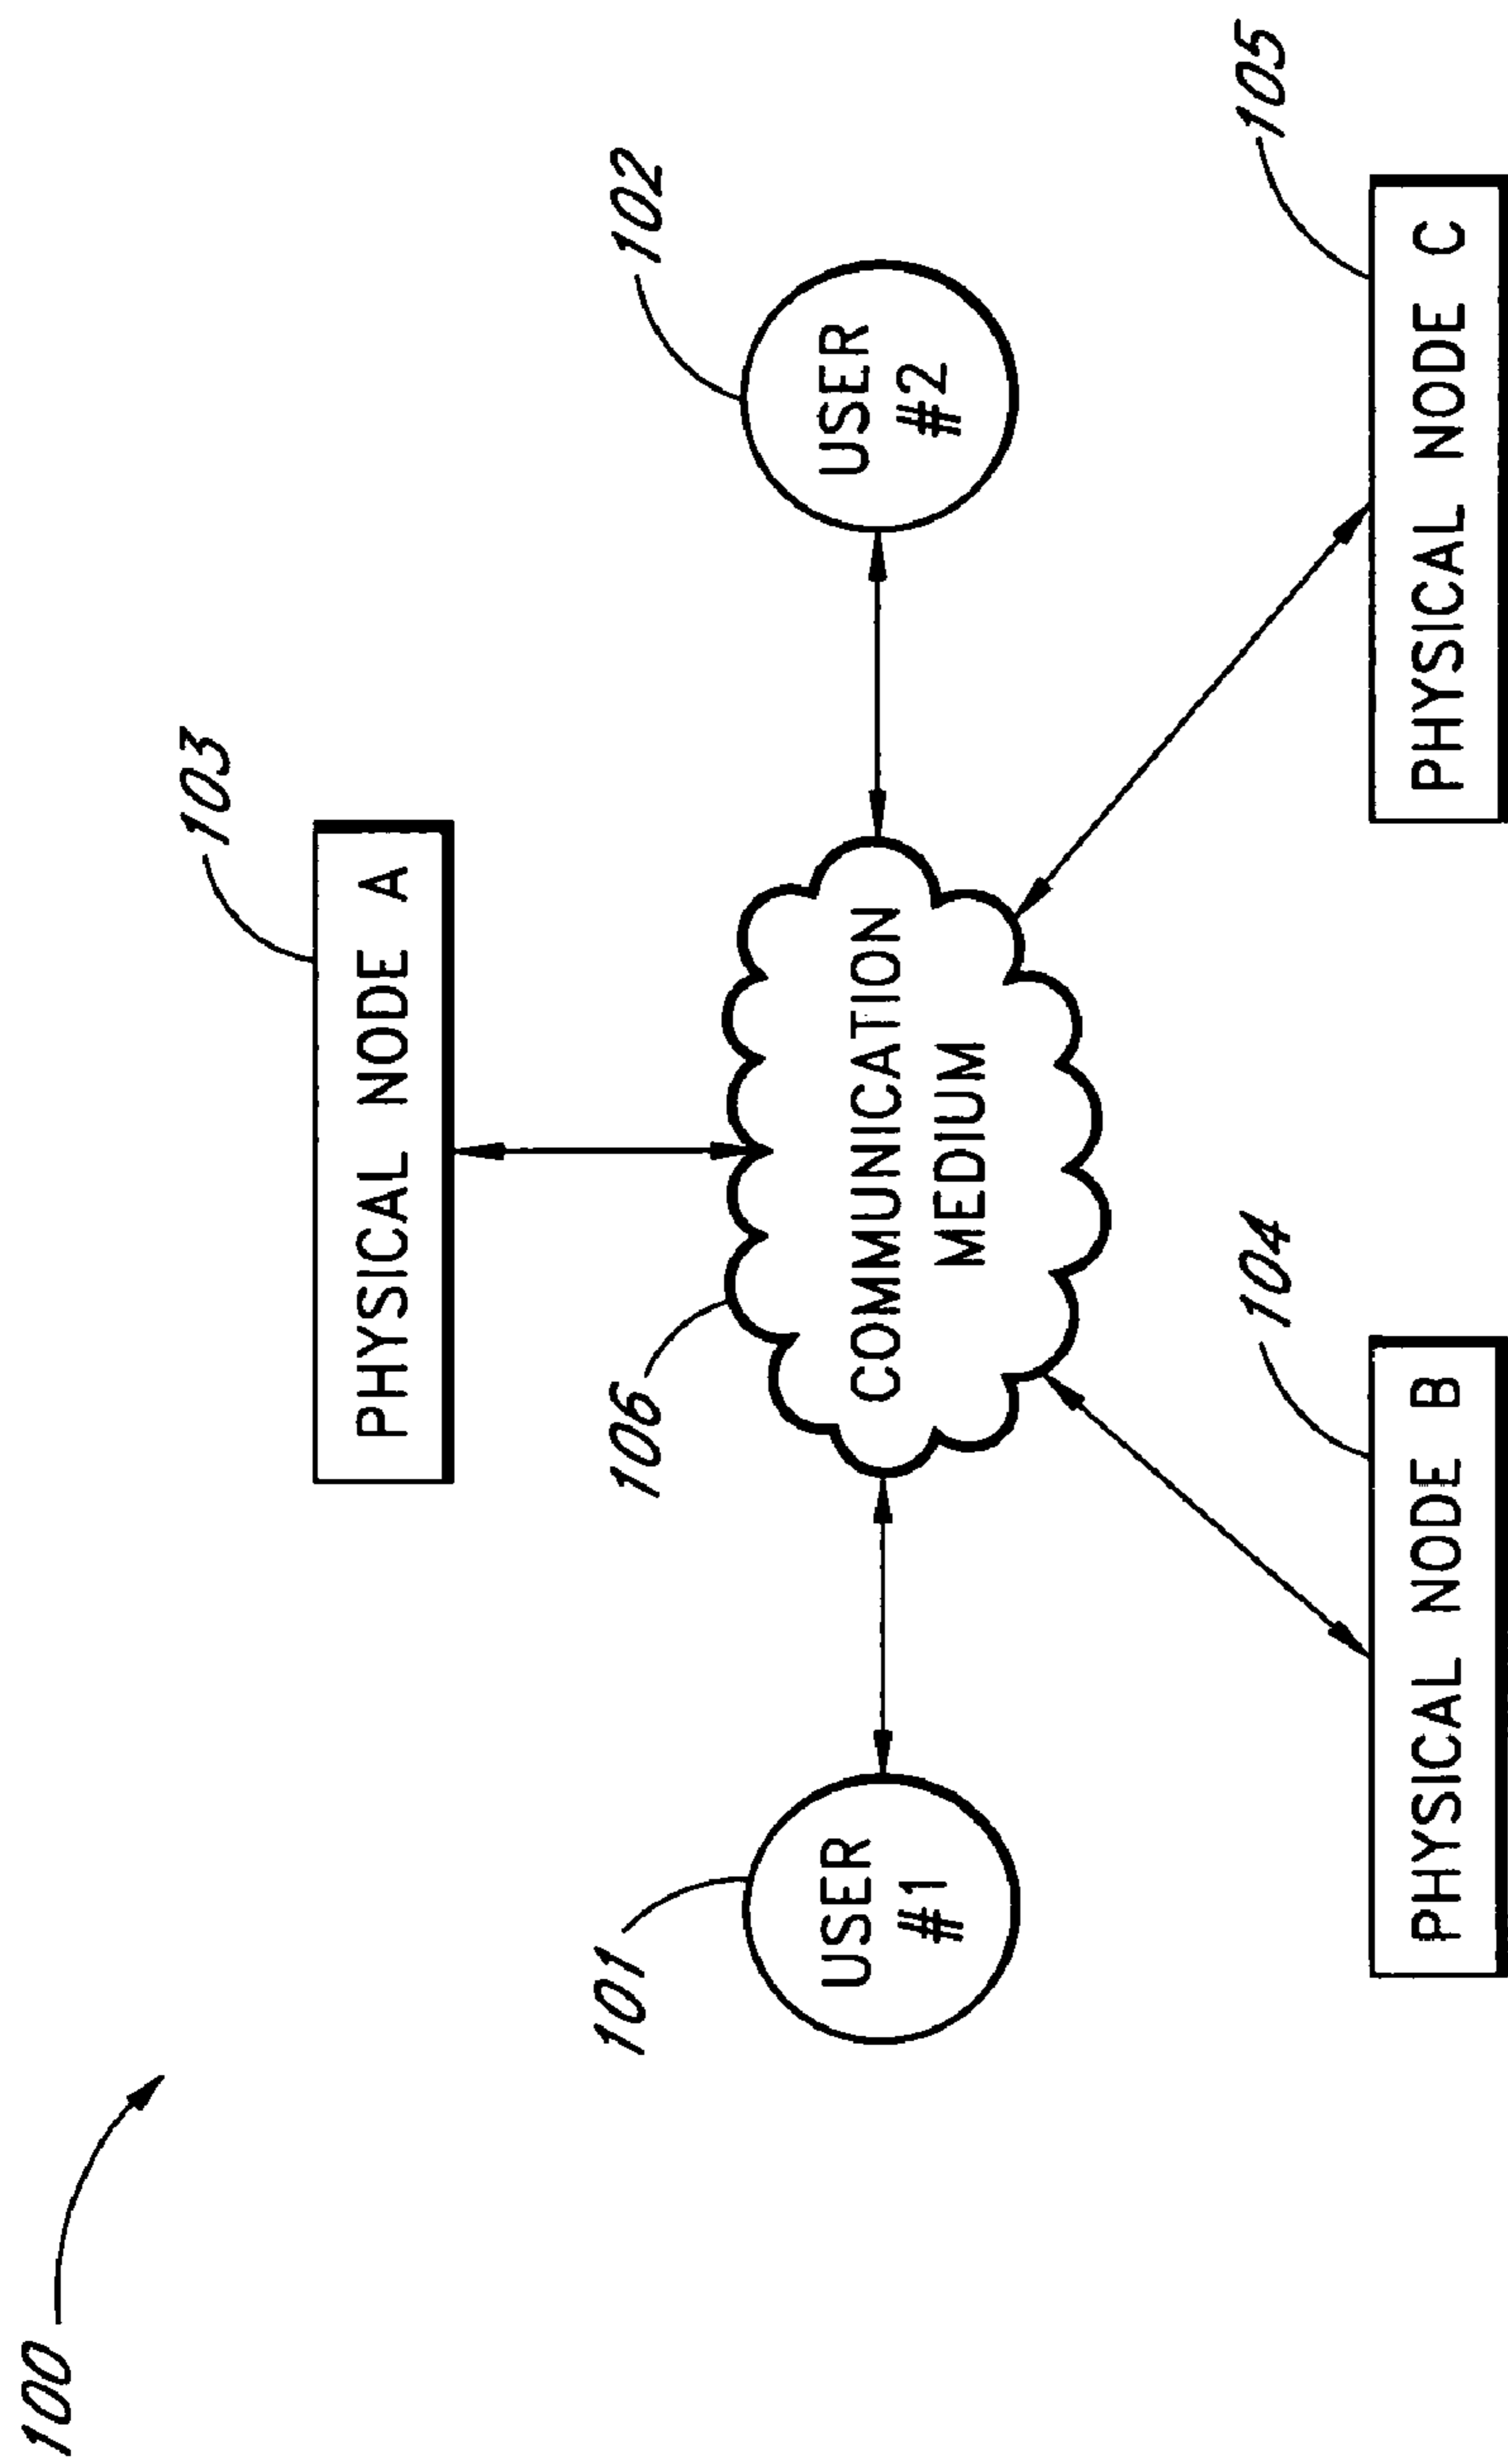 100
103
PHYSICAL NODE A
101
106
102
USER
#1
COMMUNICATION
MEDIUM
USER
#2
104
105
PHYSICAL NODE B
PHYSICAL NODE C